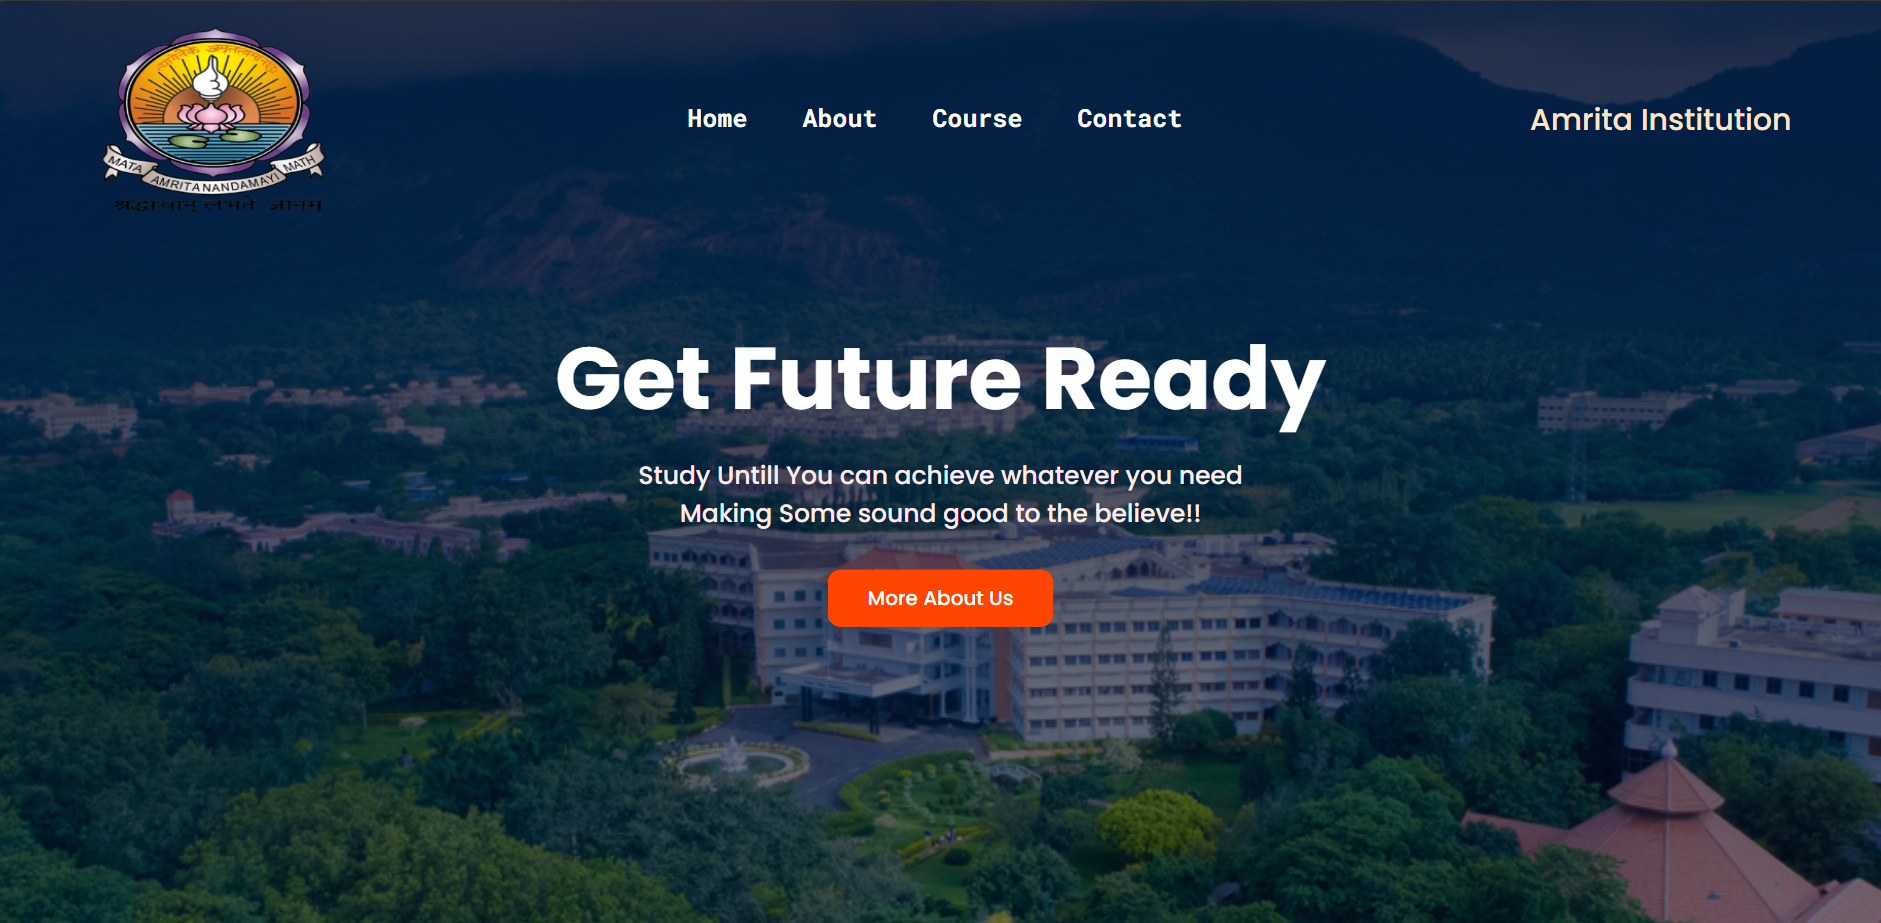 MATA AMRITANANDAMAYI MATH
श्रद्धावान् लभते ज्ञानम्
Home About Course Contact
Amrita Institution
Get Future Ready
Study Untill You can achieve whatever you need
Making Some sound good to the believe!!
More About Us